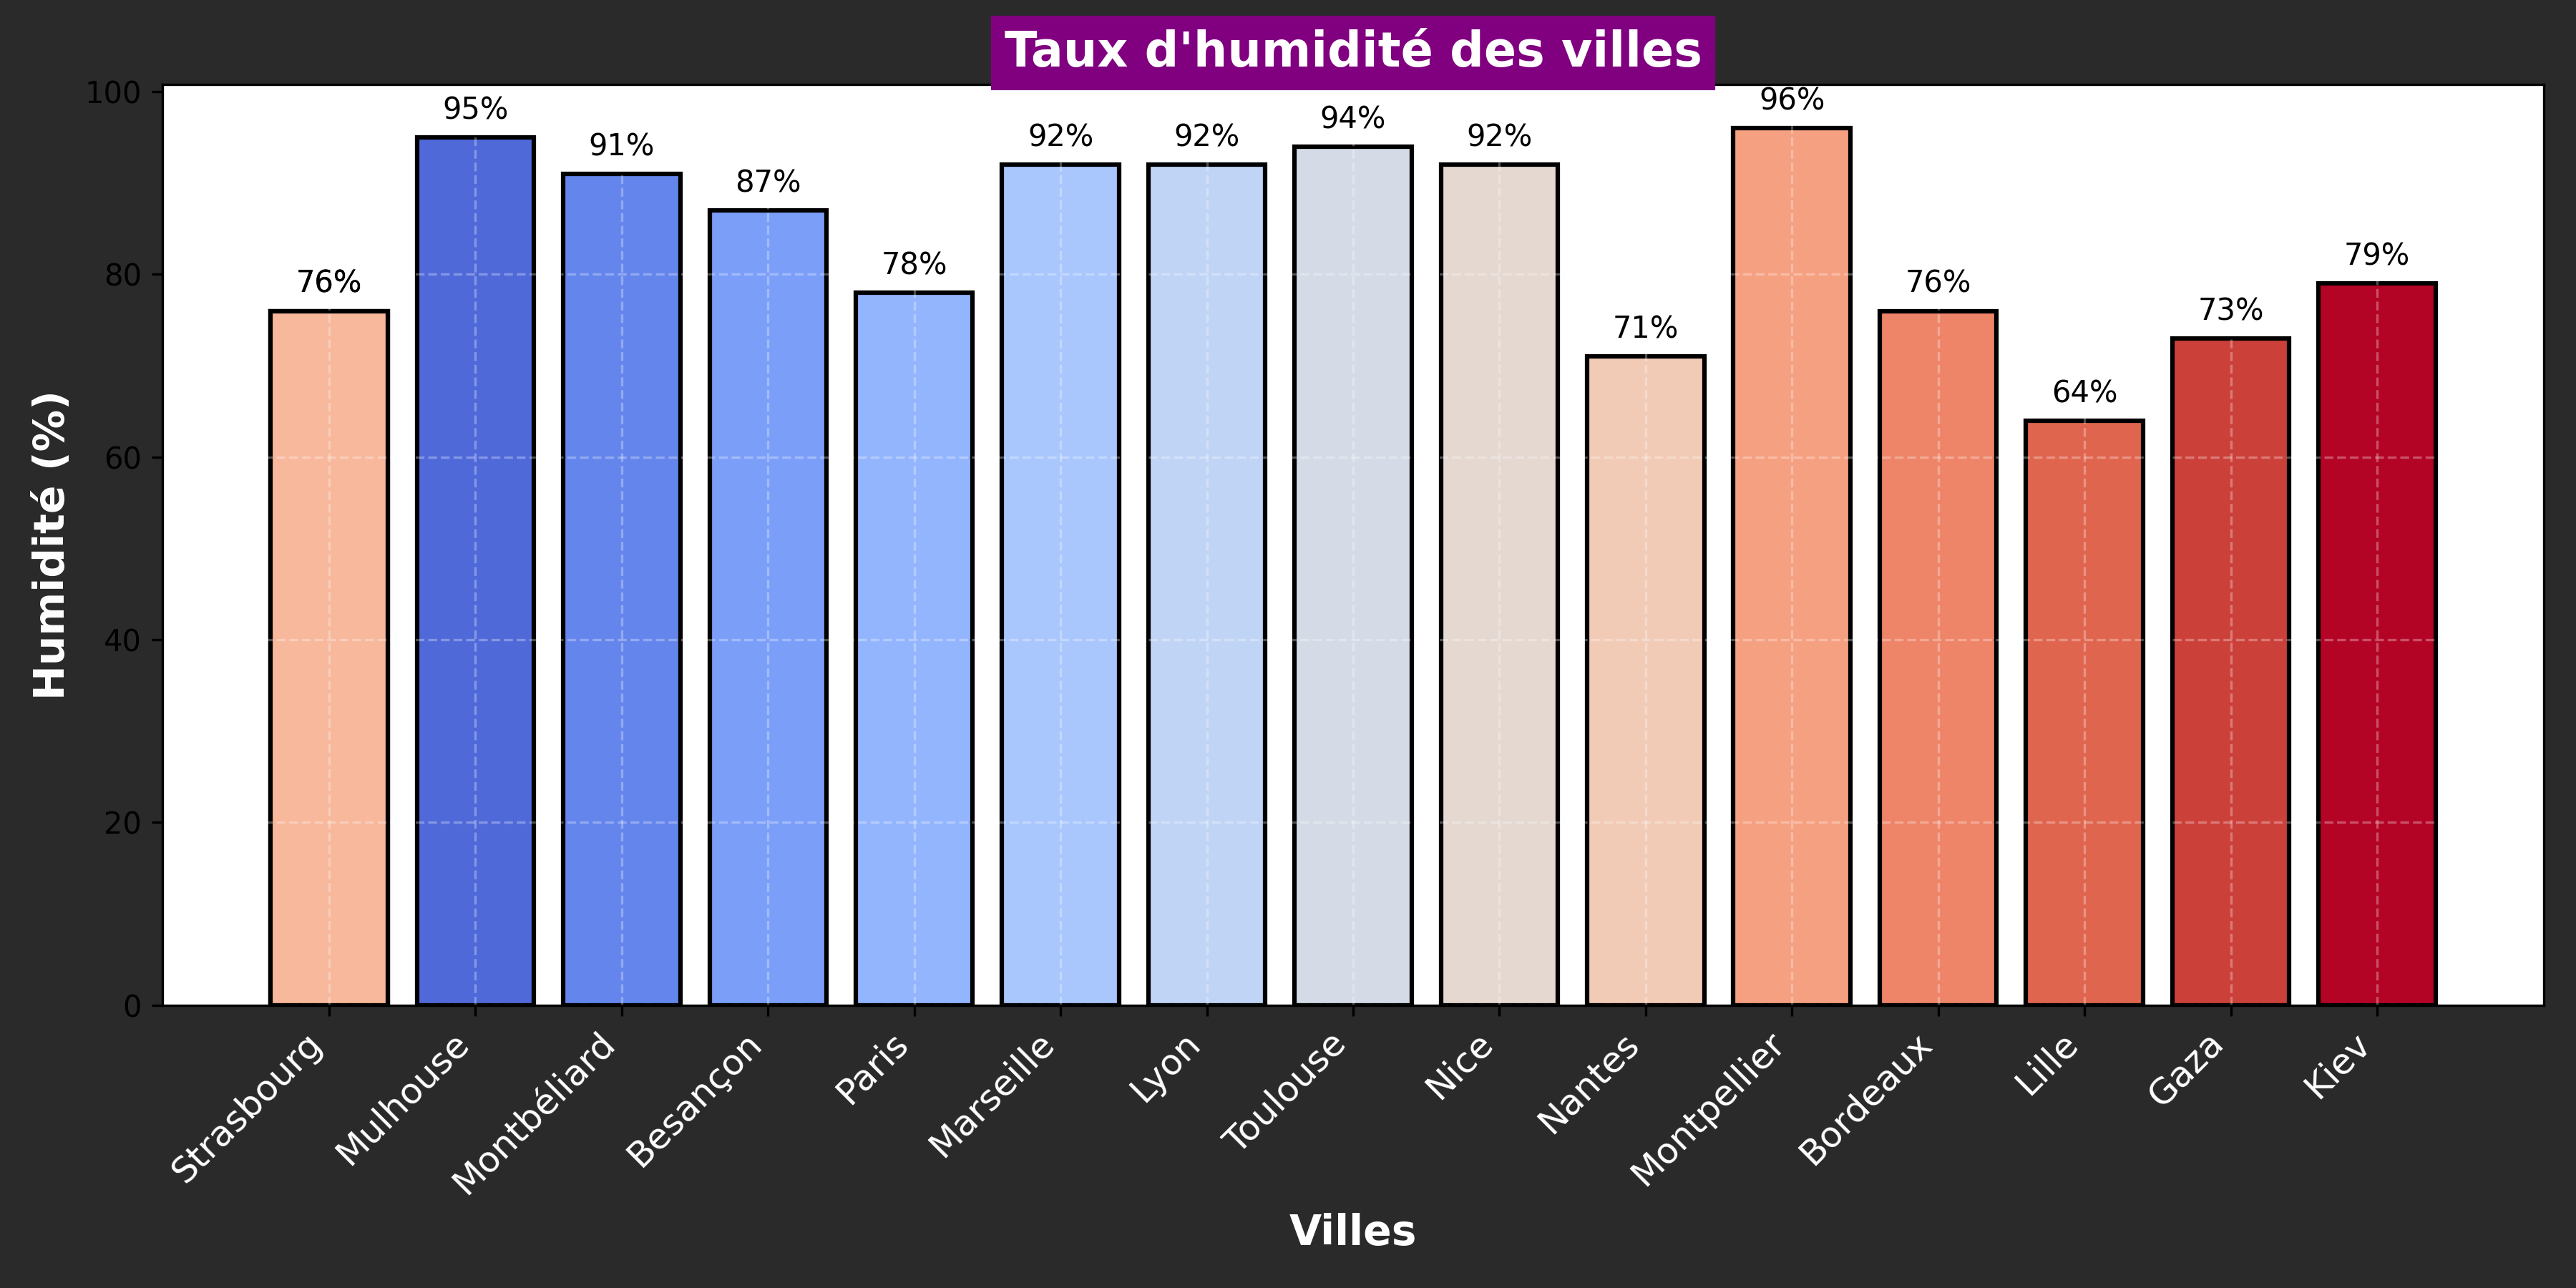 Taux d'humidité des villes
Humidité (%)
100
80
60
40
20
0
76%
95%
91%
87%
78%
92%
92%
94%
92%
71%
96%
76%
64%
73%
79%
Strasbourg
Mulhouse
Montbéliard
Besançon
Paris
Marseille
Lyon
Toulouse
Nice
Nantes
Montpellier
Bordeaux
Lille
Gaza
Kiev
Villes